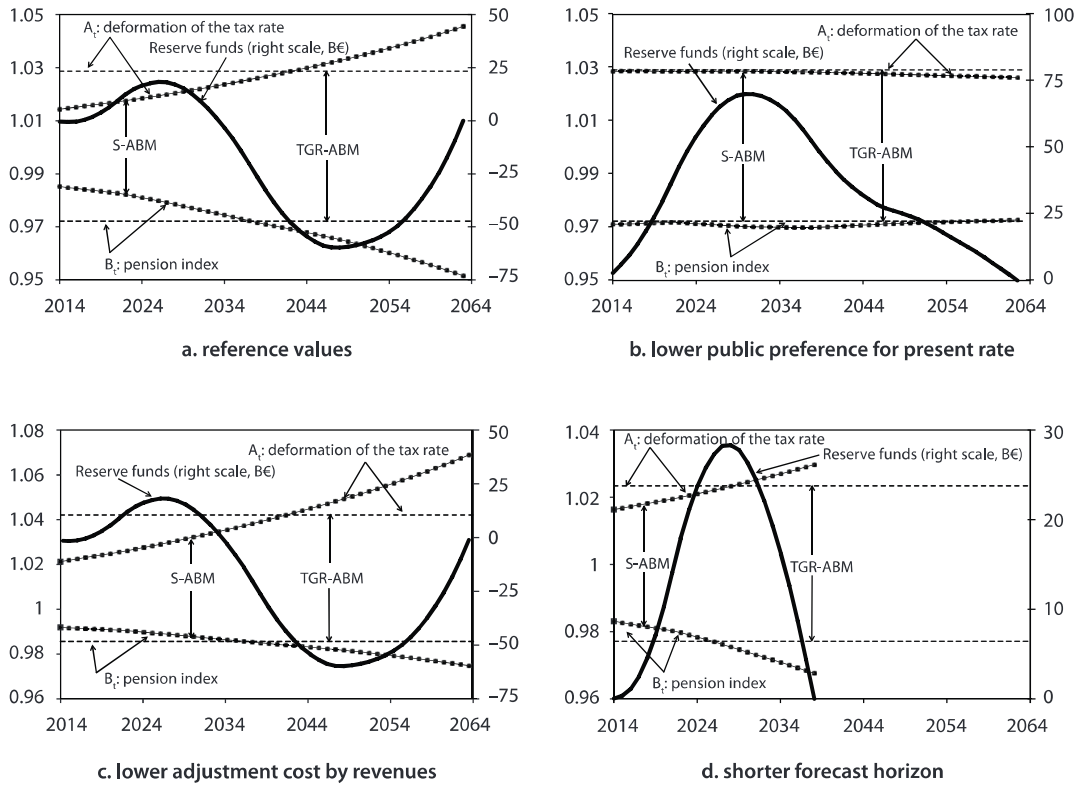 1.05
1.03
1.01
0.99
0.97
0.95
50
25
0
−25
−50
−75
2014 2024 2034 2044 2054 2064
At: deformation of the tax rate
Reserve funds (right scale, B€)
S-ABM
TGR-ABM
Bt: pension index
a. reference values
1.05
1.03
1.01
0.99
0.97
0.95
100
75
50
25
0
2014 2024 2034 2044 2054 2064
At: deformation of the tax rate
Reserve funds (right scale, B€)
S-ABM
TGR-ABM
Bt: pension index
b. lower public preference for present rate
1.08
1.06
1.04
1.02
1
0.98
0.96
50
25
0
−25
−50
−75
2014 2024 2034 2044 2054 2064
At: deformation of the tax rate
Reserve funds (right scale, B€)
S-ABM
TGR-ABM
Bt: pension index
c. lower adjustment cost by revenues
1.04
1.02
1
0.98
0.96
30
20
10
0
2014 2024 2034 2044 2054 2064
At: deformation of the tax rate
Reserve funds (right scale, B€)
S-ABM
TGR-ABM
Bt: pension index
d. shorter forecast horizon